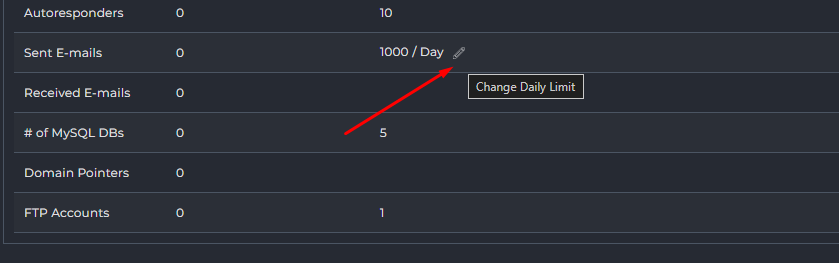 Autoresponders 0 10
Sent E-mails 0 1000 / Day
Change Daily Limit
Received E-mails 0
# of MySQL DBs 0 5
Domain Pointers 0
FTP Accounts 0 1